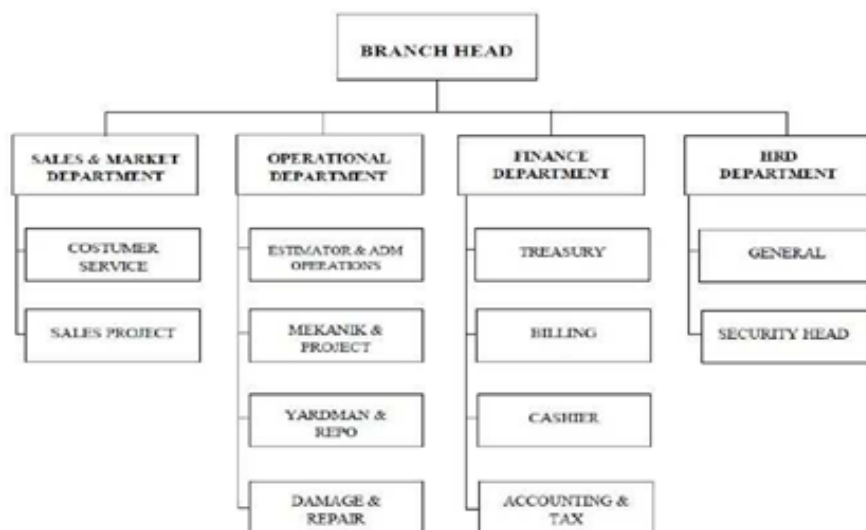 BRANCH HEAD
SALES & MARKET
DEPARTMENT
COSTUMER
SERVICE
SALES PROJECT
OPERATIONAL
DEPARTMENT
ESTIMATOR & ADM
OPERATIONS
MEKANIK &
PROJECT
YARDMAN &
REPO
DAMAGE &
REPAIR
FINANCE
DEPARTMENT
TREASURY
BILLING
CASHIER
ACCOUNTING &
TAX
HRD
DEPARTMENT
GENERAL
SECURITY HEAD